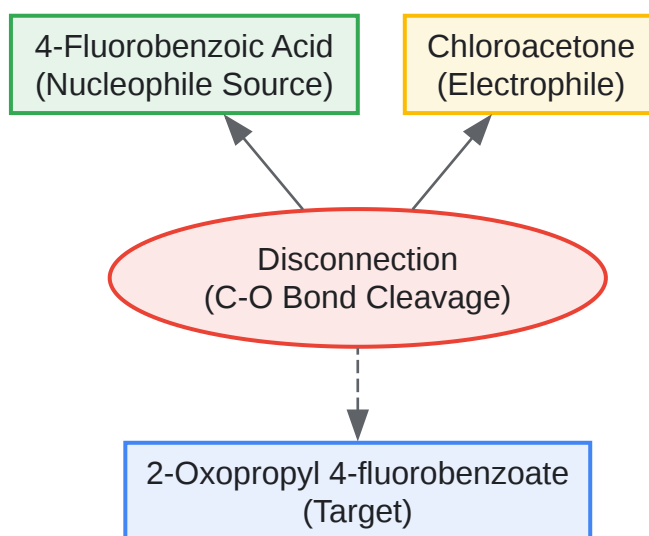 4-Fluorobenzoic Acid
(Nucleophile Source)
Chloroacetone
(Electrophile)
Disconnection
(C-O Bond Cleavage)
2-Oxopropyl 4-fluorobenzoate
(Target)